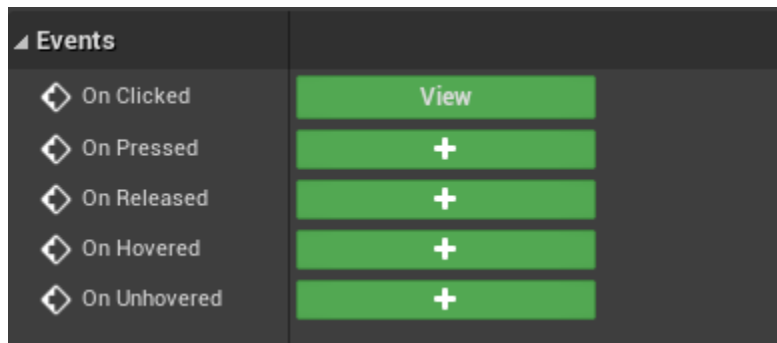 Events
On Clicked View
On Pressed
On Released
On Hovered
On Unhovered